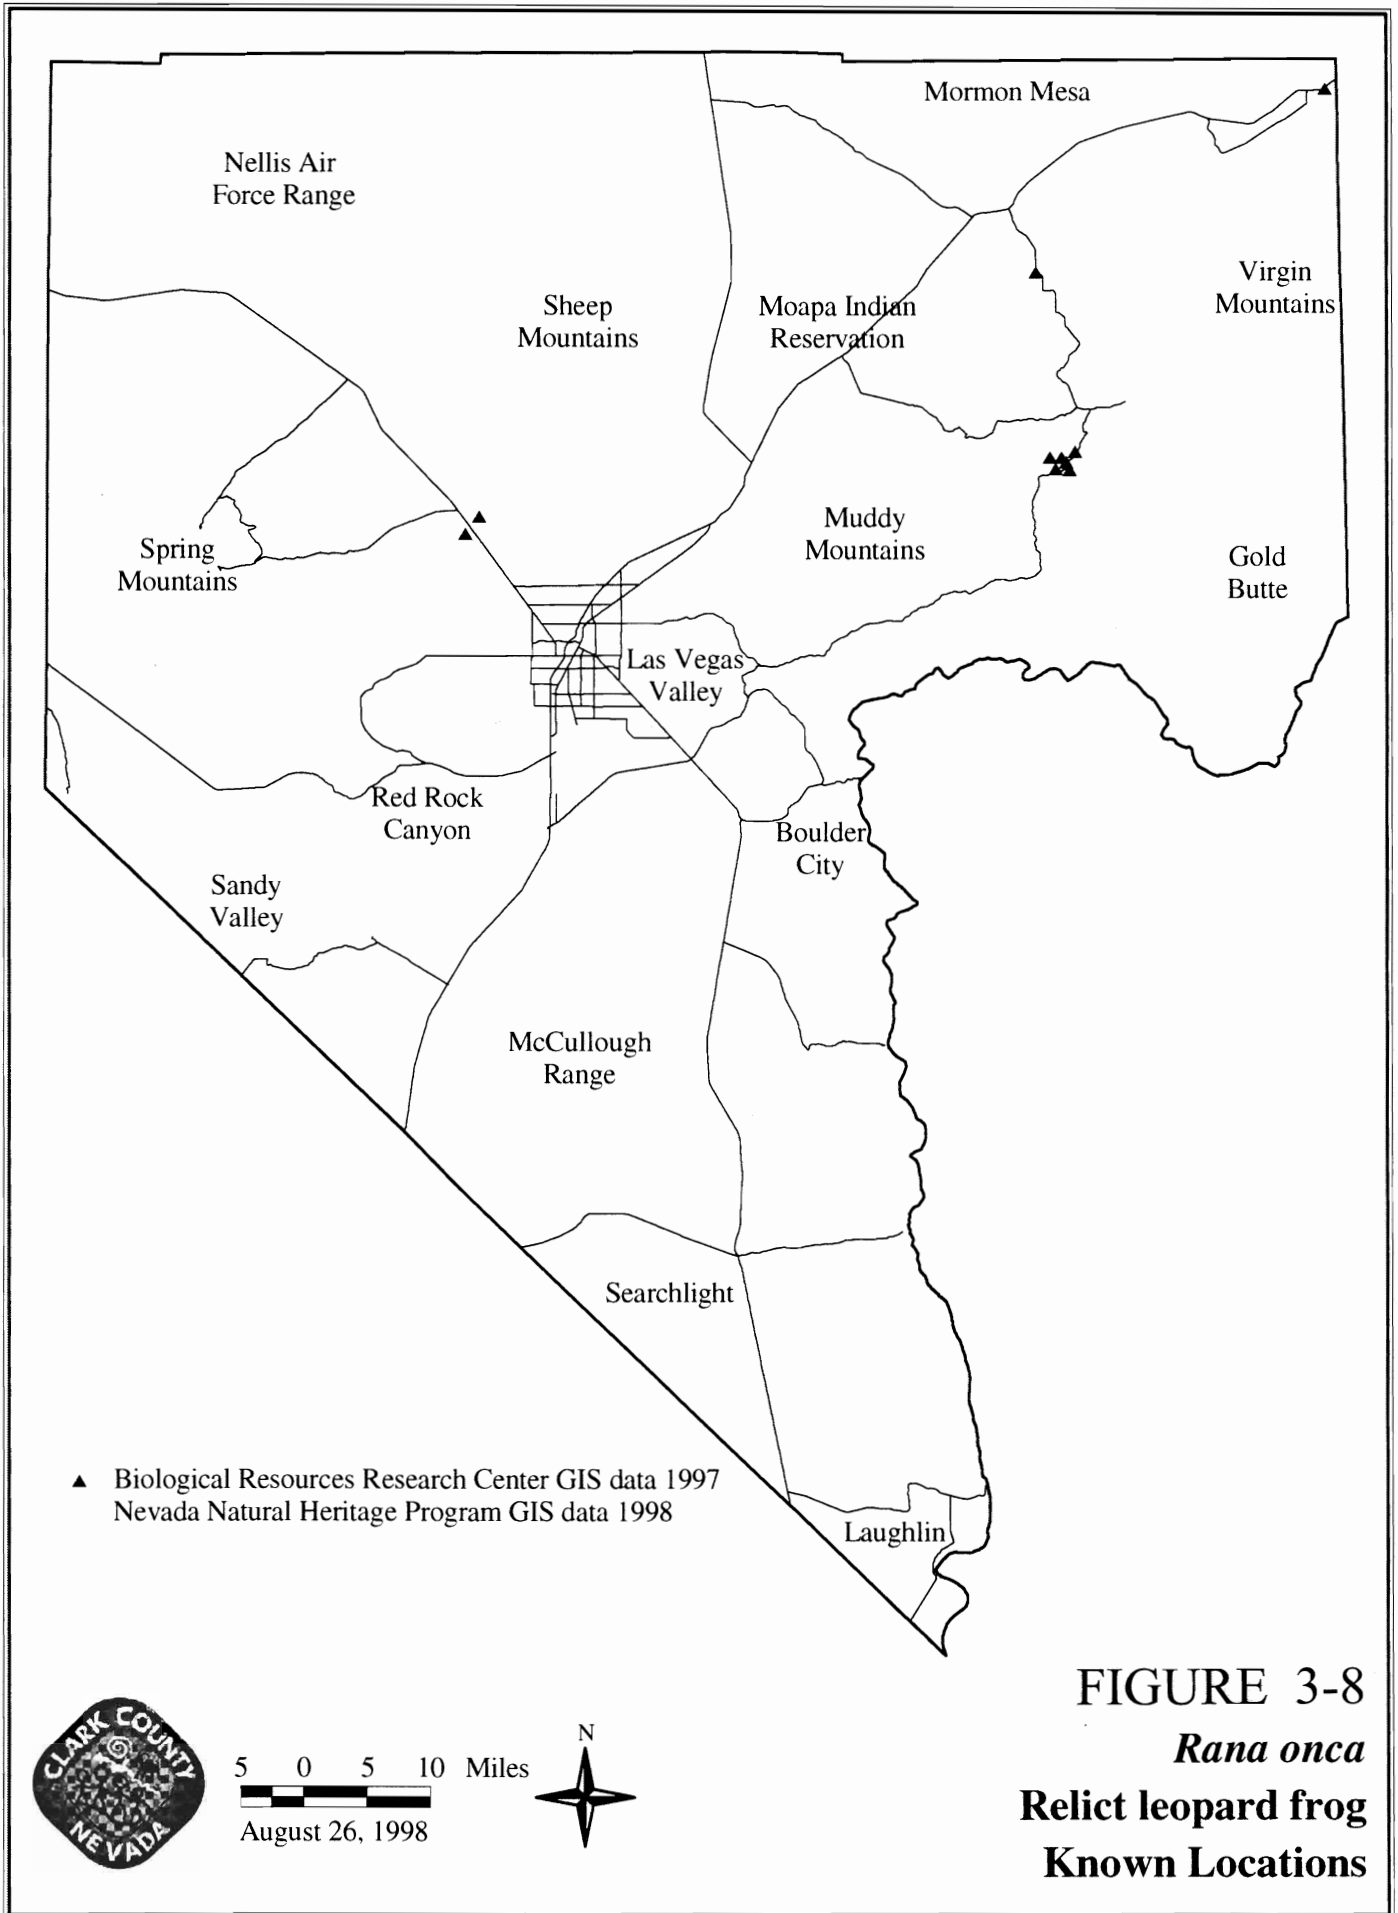 Mormon Mesa
Nellis Air
Force Range
Virgin
Mountains
Sheep
Mountains
Moapa Indian
Reservation
Muddy
Mountains
Spring
Mountains
Gold
Butte
Las Vegas
Valley
Red Rock
Canyon
Boulder
City
Sandy
Valley
McCullough
Range
Searchlight
Biological Resources Research Center GIS data 1997
Nevada Natural Heritage Program GIS data 1998
Laughlin
FIGURE 3-8
Rana onca
Relict leopard frog
Known Locations
CLARK COUNTY
NEVADA
5 0 5 10 Miles
August 26, 1998
N